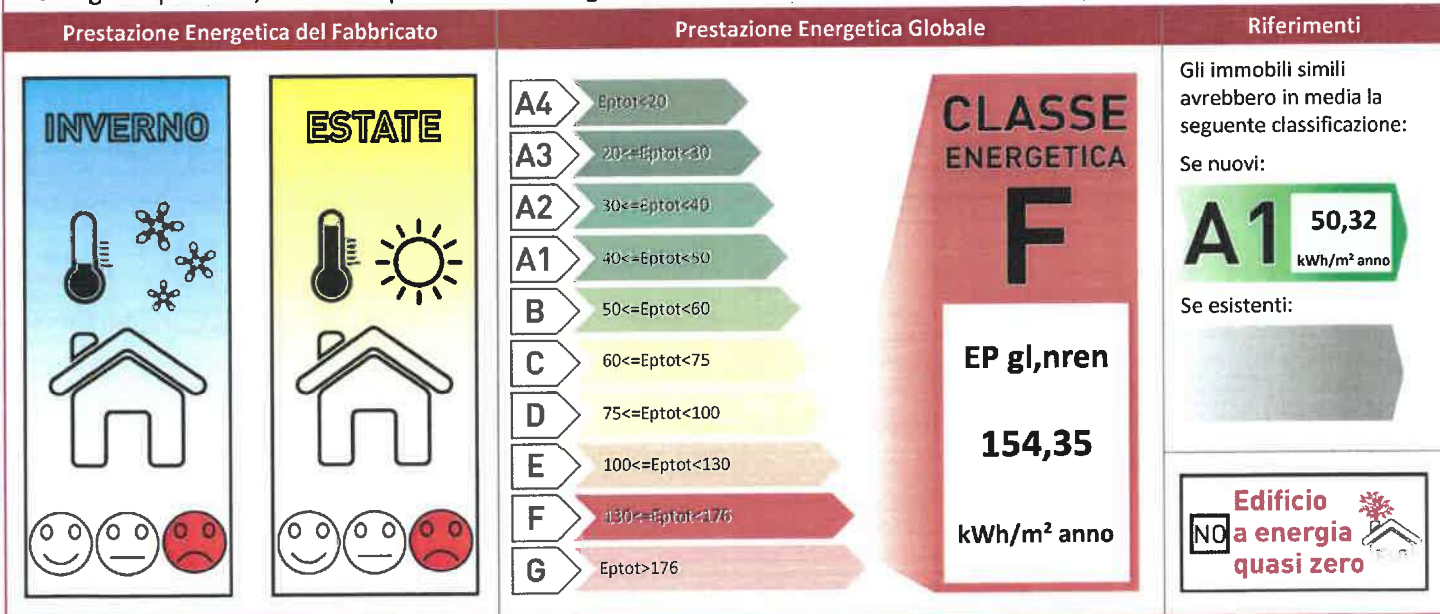 Prestazione Energetica del Fabbricato
Prestazione Energetica Globale
Riferimenti
INVERNO
ESTATE
A4
Eptot<20
A3
20<=Eptot<30
A2
30<=Eptot<40
A1
40<=Eptot<50
B
50<=Eptot<60
C
60<=Eptot<75
D
75<=Eptot<100
E
100<=Eptot<130
F
130<=Eptot<176
G
Eptot>176
CLASSE
ENERGETICA
F
EP gl,nren
154,35
kWh/m² anno
Gli immobili simili
avrebbero in media la
seguente classificazione:
Se nuovi:
A1
50,32
kWh/m² anno
Se esistenti:
NO
Edificio
a energia
quasi zero